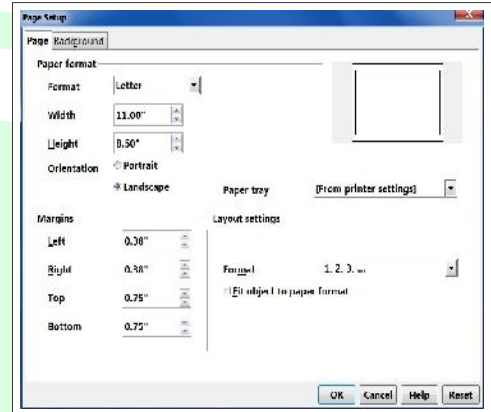 Page Setup
Page Background
Paper format
Format Letter
Width 11.00"
Height 8.50"
Orientation Portrait
Landscape
Paper tray [From printer settings]
Margins
Layout settings
Left 0.38"
Right 0.38"
Format 1, 2, 3, ...
Top 0.75"
Fit object to paper format
Bottom 0.75"
OK Cancel Help Reset